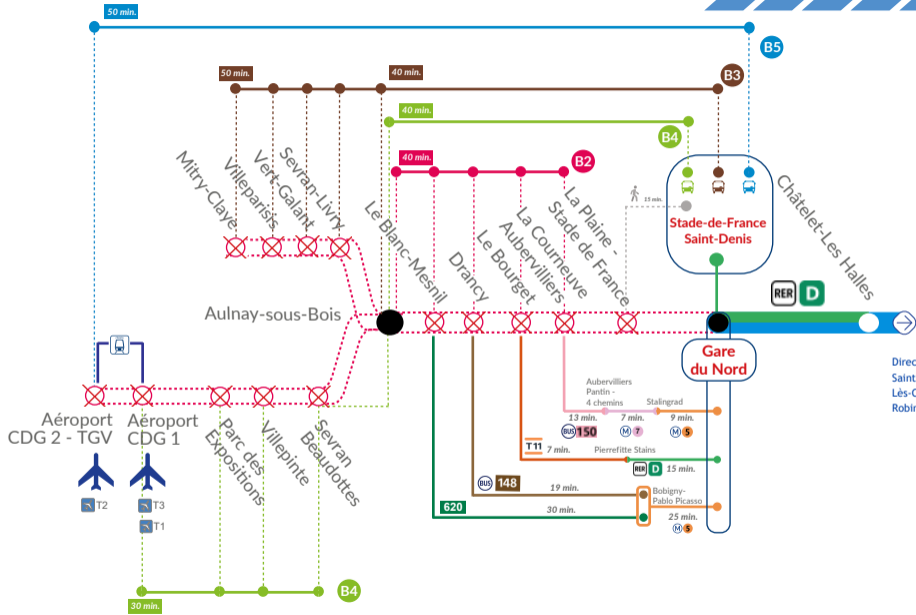 50 min.
B5
50 min.
40 min.
B3
40 min.
B4
40 min.
B2
Mitry-Claye
Villeparisis
Vert-Galant
Sevran-Livry
Le Blanc-Mesnil
Drancy
Le Bourget
La Courneuve
Aubervilliers
La Plaine -
Stade de France
15 min.
Stade-de-France
Saint-Denis
Châtelet-Les Halles
RER D
Aulnay-sous-Bois
Gare
du Nord
Direc
Saint
Lès-C
Robin
Aéroport
CDG 2 - TGV
Aéroport
CDG 1
Parc des
Expositions
Villepinte
Sevran
Beaudottes
T2
T3
T1
Aubervilliers
Pantin -
4 chemins
Stalingrad
13 min.
7 min.
9 min.
BUS 150
M 7
M 5
T11
7 min.
Pierrefitte Stains
RER D
15 min.
BUS 148
19 min.
Bobigny-
Pablo Picasso
620
30 min.
25 min.
M 5
B4
30 min.